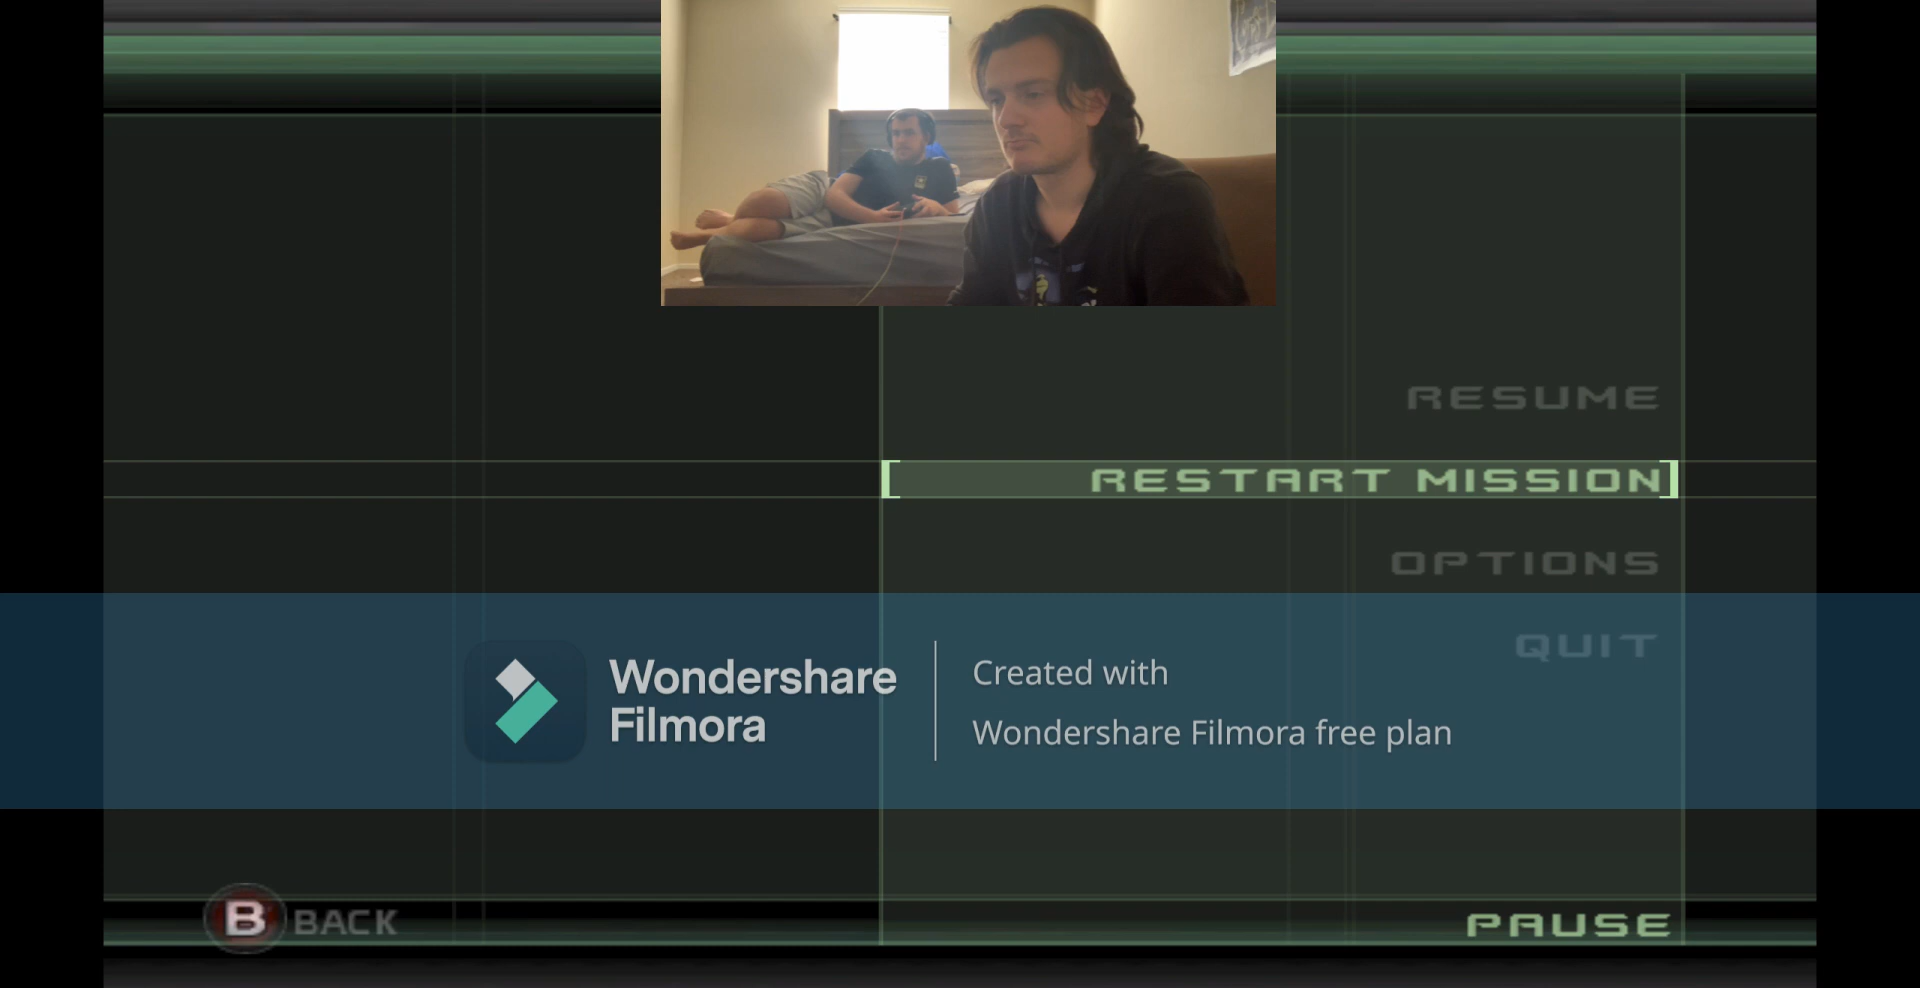 RESUME
RESTART MISSION
OPTIONS
QUIT
Wondershare
Filmora
Created with
Wondershare Filmora free plan
B BACK
PAUSE